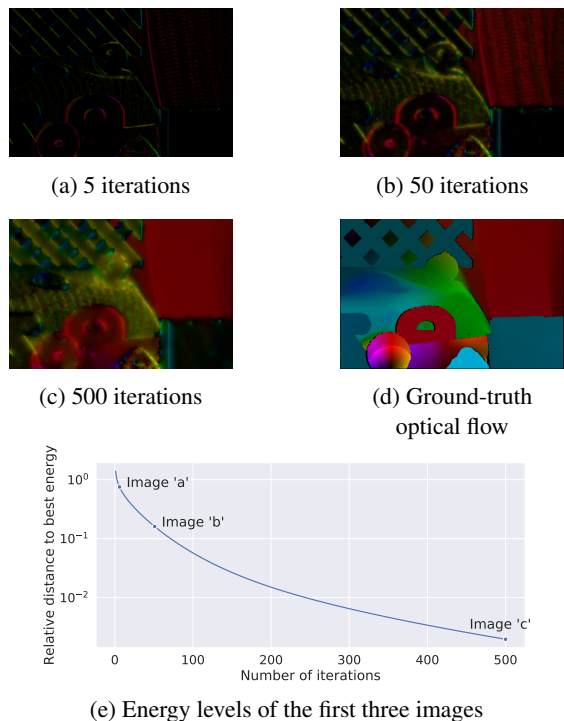 (a) 5 iterations
(b) 50 iterations
(c) 500 iterations
(d) Ground-truth
optical flow
Relative distance to best energy
10⁰
10⁻¹
10⁻²
Image 'a'
Image 'b'
Image 'c'
0 100 200 300 400 500
Number of iterations
(e) Energy levels of the first three images